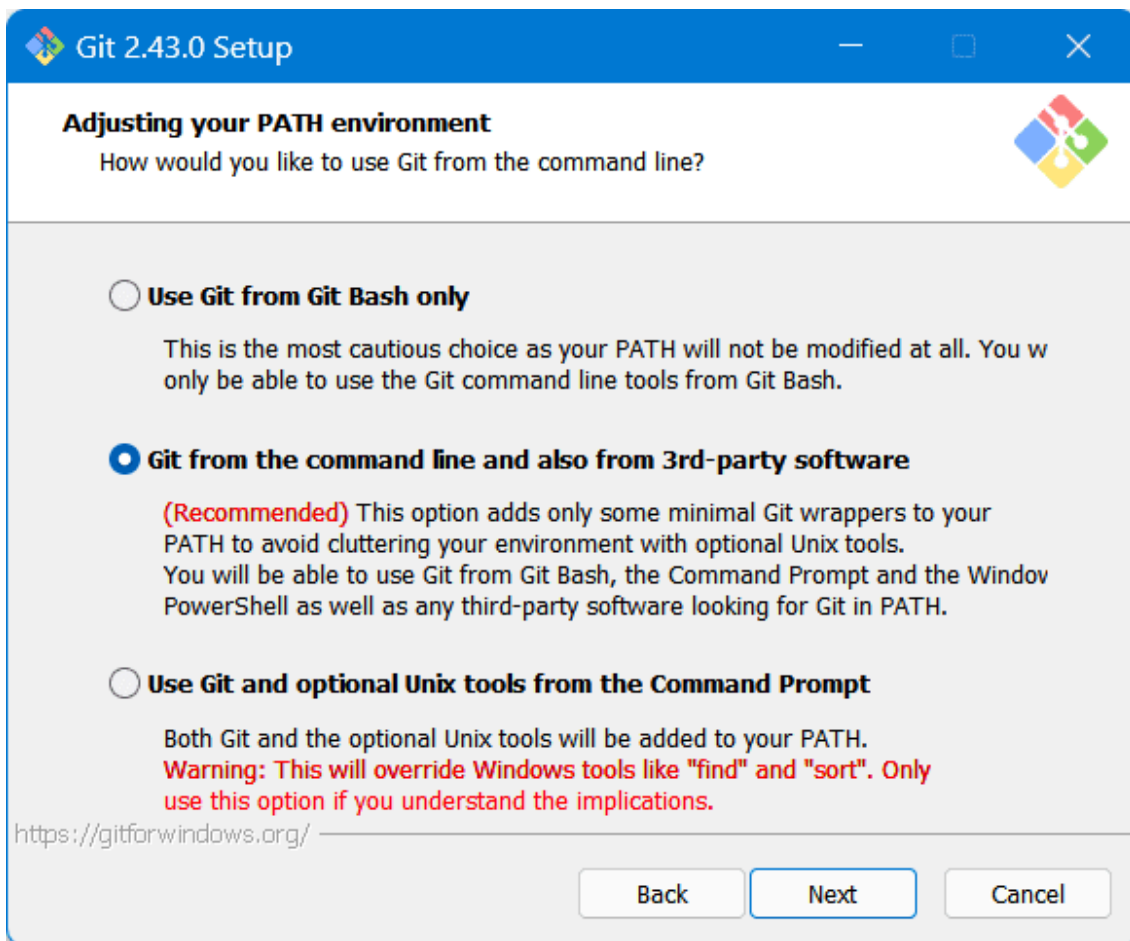 Git 2.43.0 Setup
Adjusting your PATH environment
How would you like to use Git from the command line?
Use Git from Git Bash only
This is the most cautious choice as your PATH will not be modified at all. You w
only be able to use the Git command line tools from Git Bash.
Git from the command line and also from 3rd-party software
(Recommended) This option adds only some minimal Git wrappers to your
PATH to avoid cluttering your environment with optional Unix tools.
You will be able to use Git from Git Bash, the Command Prompt and the Window
PowerShell as well as any third-party software looking for Git in PATH.
Use Git and optional Unix tools from the Command Prompt
Both Git and the optional Unix tools will be added to your PATH.
Warning: This will override Windows tools like "find" and "sort". Only
use this option if you understand the implications.
https://gitforwindows.org/
Back
Next
Cancel